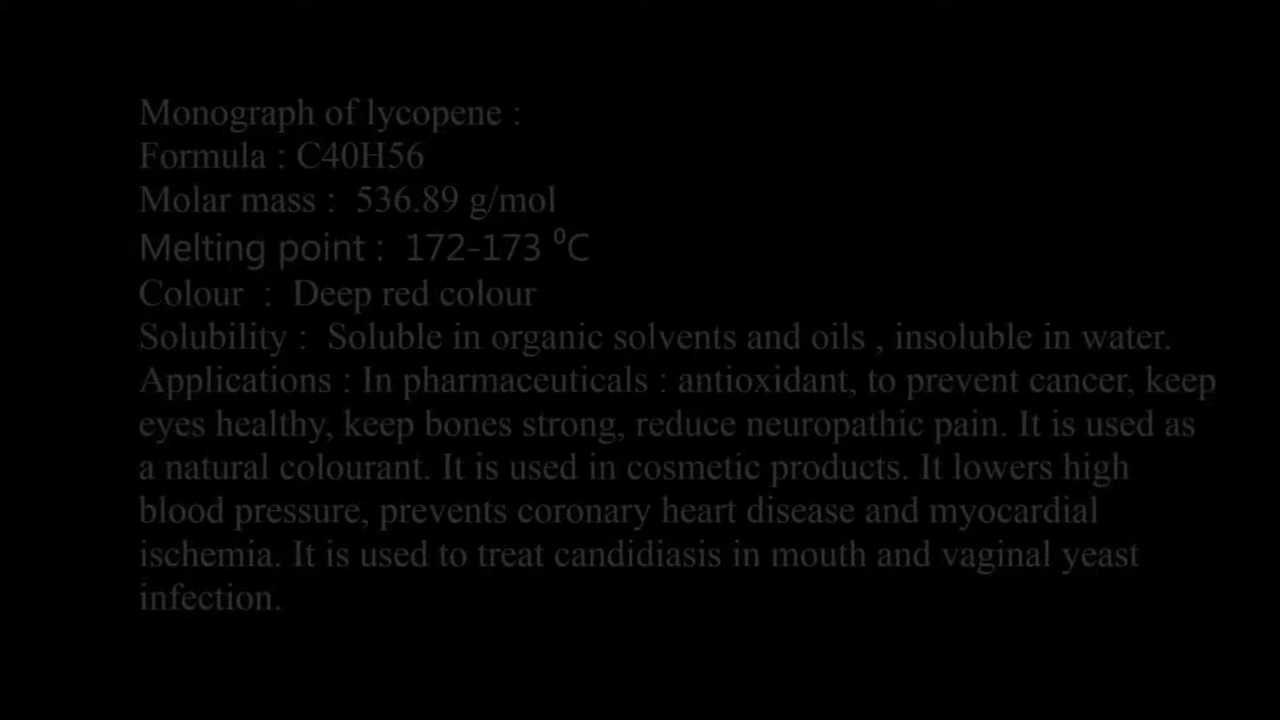 Monograph of lycopene :
Formula : C40H56
Molar mass :  536.89 g/mol
Melting point :  172-173 ⁰C
Colour  :  Deep red colour
Solubility :  Soluble in organic solvents and oils , insoluble in water.
Applications : In pharmaceuticals : antioxidant, to prevent cancer, keep
eyes healthy, keep bones strong, reduce neuropathic pain. It is used as
a natural colourant. It is used in cosmetic products. It lowers high
blood pressure, prevents coronary heart disease and myocardial
ischemia. It is used to treat candidiasis in mouth and vaginal yeast
infection.